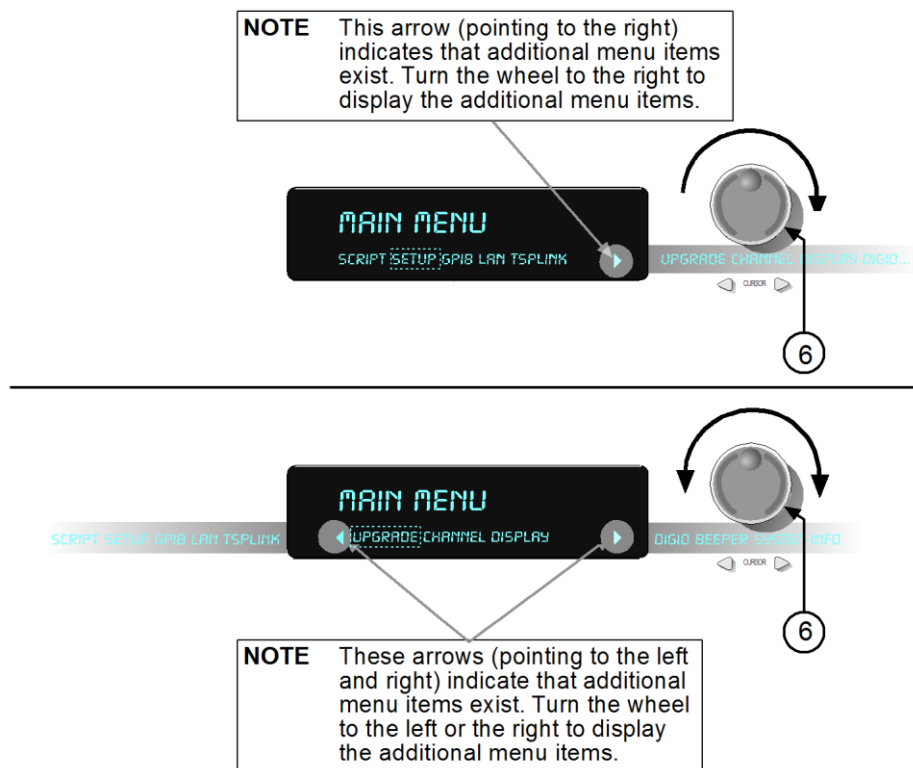 NOTE This arrow (pointing to the right)
indicates that additional menu items
exist. Turn the wheel to the right to
display the additional menu items.
MAIN MENU
SCRIPT SETUP GPIB LAN TSPLINK
UPGRADE CHANNEL DISPLAY DIGIO...
CURSOR
6
MAIN MENU
SCRIPT SETUP GPIB LAN TSPLINK
UPGRADE CHANNEL DISPLAY
DIGIO BEEPER SYSTEM-INFO
CURSOR
6
NOTE These arrows (pointing to the left
and right) indicate that additional
menu items exist. Turn the wheel
to the left or the right to display
the additional menu items.